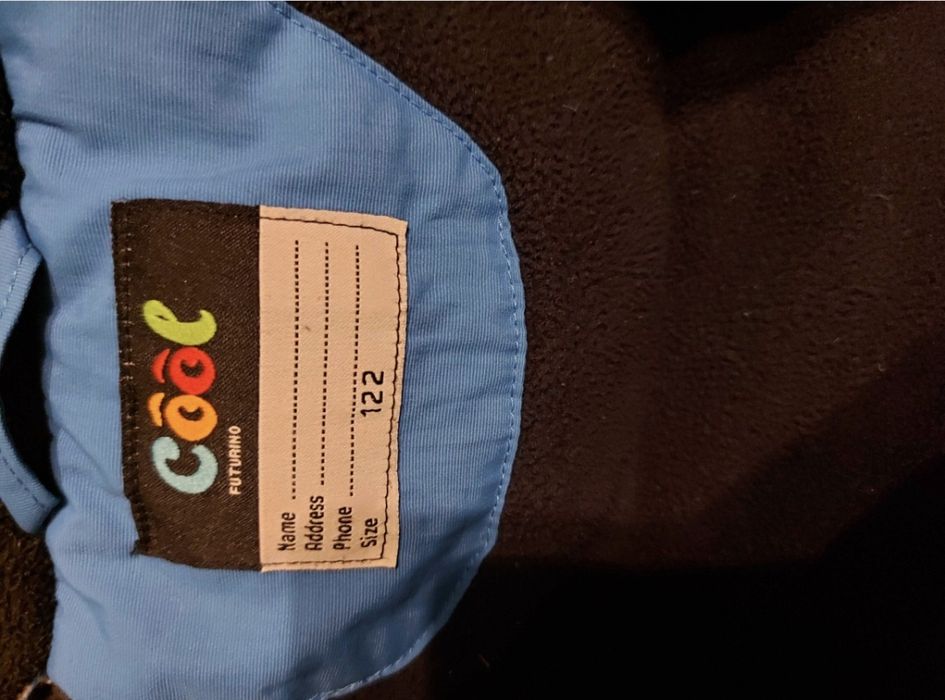 cool
FUTURINO
Name
Address
Phone
Size 122